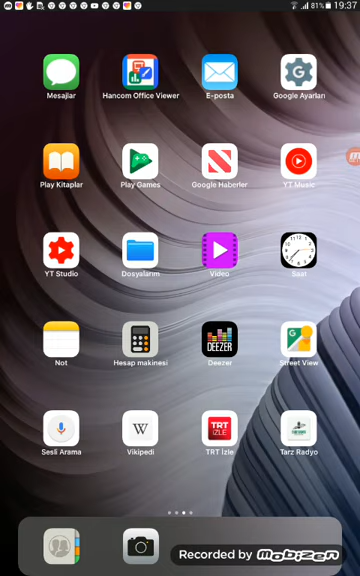 81% 19:37
Mesajlar Hancom Office Viewer E-posta Google Ayarları
Play Kitaplar Play Games Google Haberler YT Music
YT Studio Dosyalarım Video Saat
Not Hesap makinesi DEEZER Deezer Street View
Sesli Arama W Vikipedi TRT İZLE TRT İzle Tarz Radyo
Recorded by mobizen